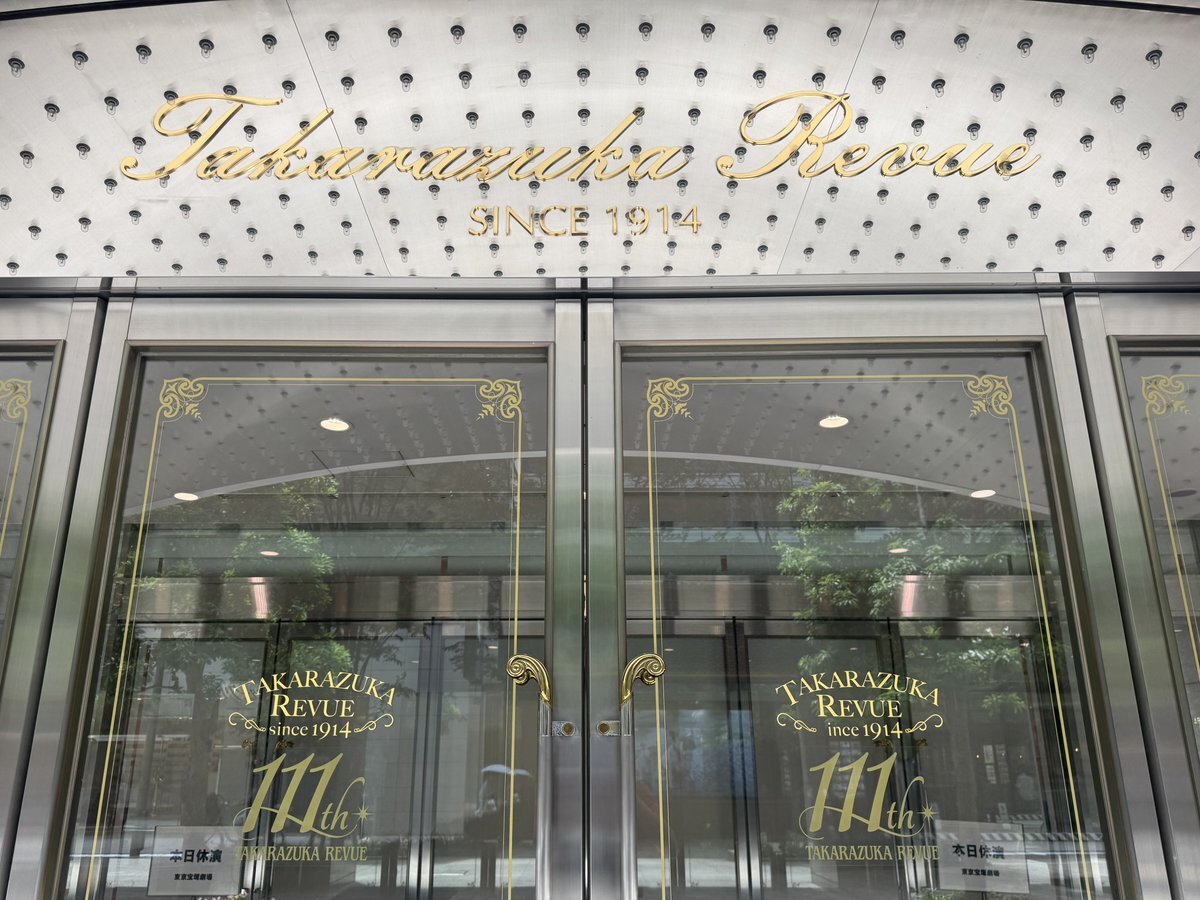 Takarazuka Revue
SINCE 1914
TAKARAZUKA
REVUE
since 1914
111th
TAKARAZUKA REVUE
本日休演
東京宝塚劇場
TAKARAZUKA
REVUE
ince 1914
111th
TAKARAZUKA REVUE
本日休演
東京宝塚劇場